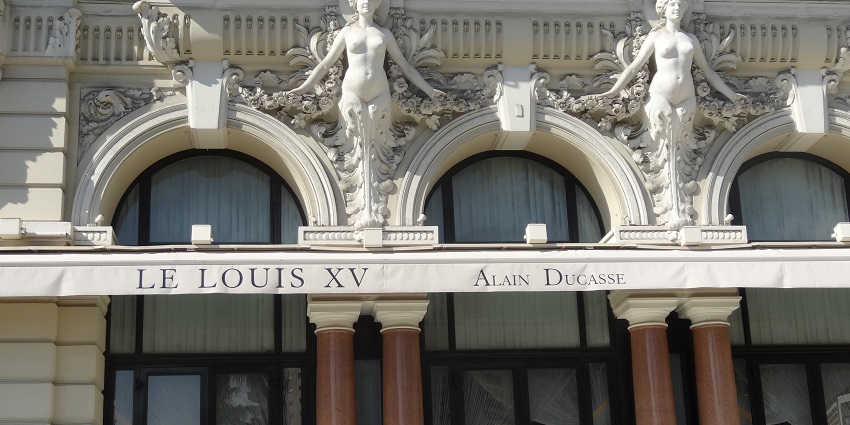 LE LOUIS XV ALAIN DUCASSE